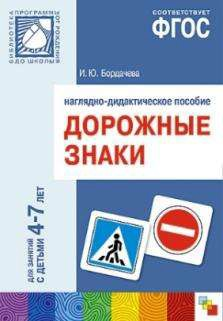 БИБЛИОТЕКА ПРОГРАММЫ
ОТ РОЖДЕНИЯ
ДО ШКОЛЫ
СООТВЕТСТВУЕТ
ФГОС
И. Ю. Бордачева
НАГЛЯДНО-ДИДАКТИЧЕСКОЕ ПОСОБИЕ
ДОРОЖНЫЕ
ЗНАКИ
ДЛЯ ЗАНЯТИЙ
С ДЕТЬМИ
4-7 ЛЕТ